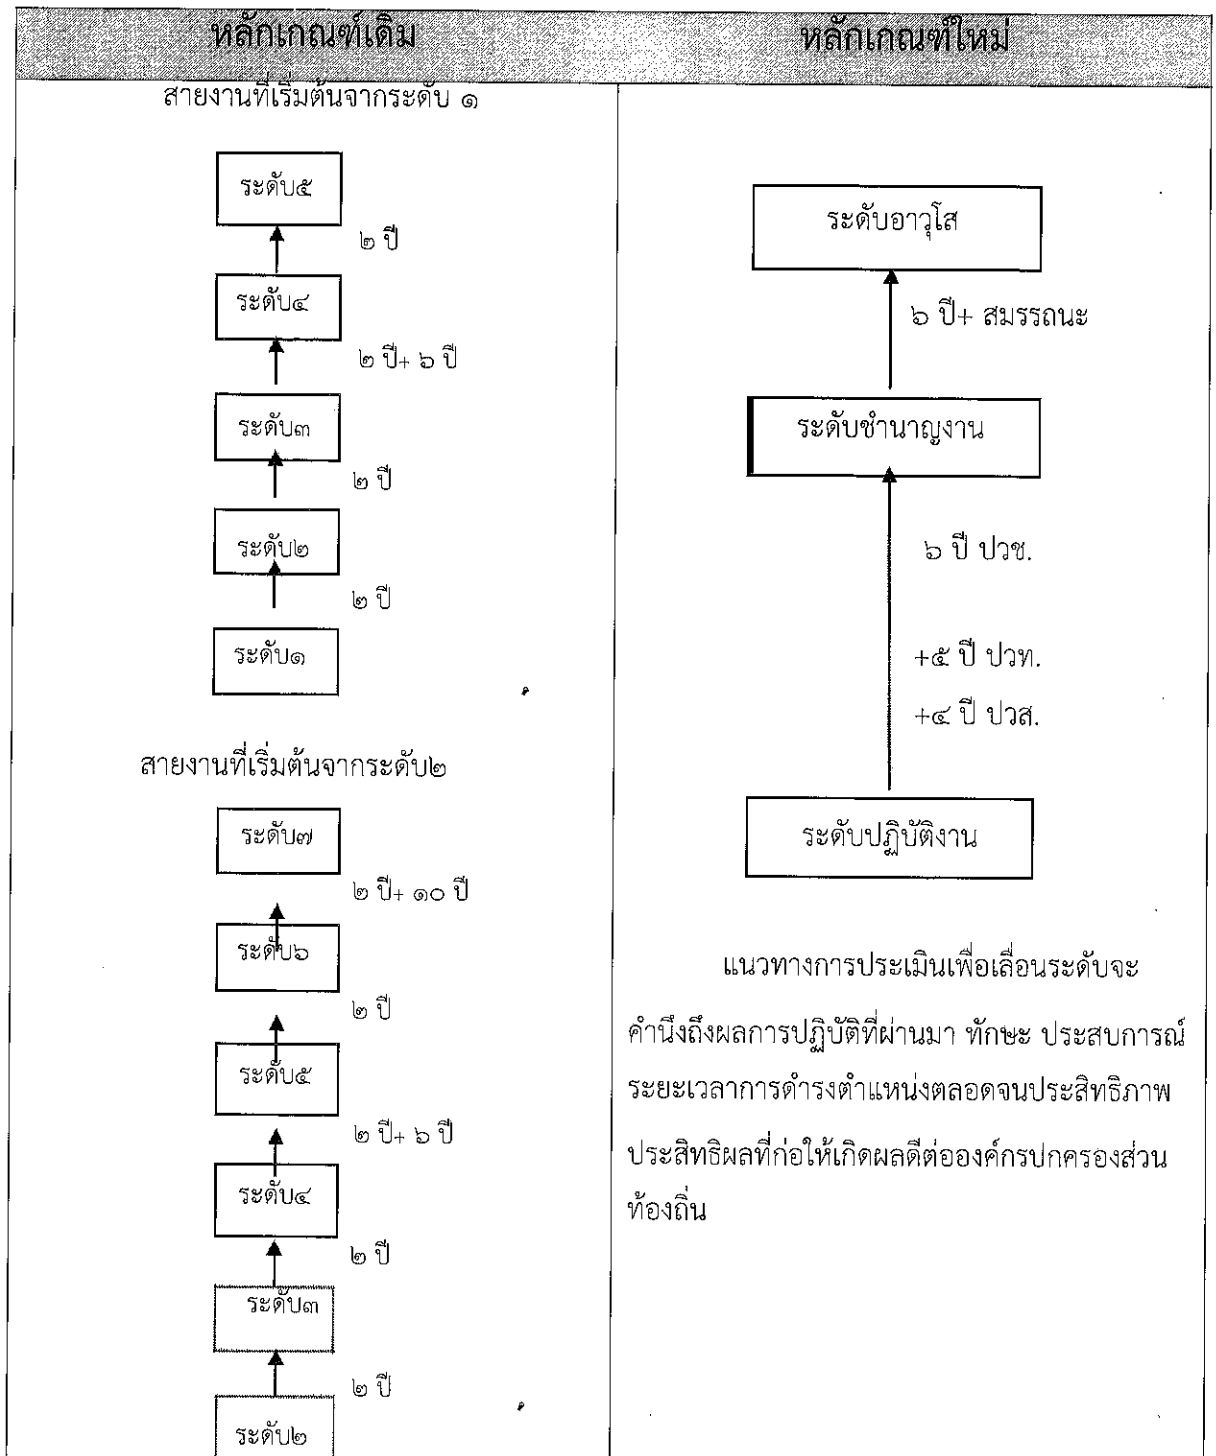 หลักเกณฑ์เดิม
หลักเกณฑ์ใหม่
สายงานที่เริ่มต้นจากระดับ ๑
ระดับ๕
๒ ปี
ระดับ๔
๒ ปี+ ๖ ปี
ระดับ๓
๒ ปี
ระดับ๒
๒ ปี
ระดับ๑
สายงานที่เริ่มต้นจากระดับ๒
ระดับ๗
๒ ปี+ ๑๐ ปี
ระดับ๖
๒ ปี
ระดับ๕
๒ ปี+ ๖ ปี
ระดับ๔
๒ ปี
ระดับ๓
๒ ปี
ระดับ๒
ระดับอาวุโส
๖ ปี+ สมรรถนะ
ระดับชำนาญงาน
๖ ปี ปวช.
+๕ ปี ปวท.
+๔ ปี ปวส.
ระดับปฏิบัติงาน
แนวทางการประเมินเพื่อเลื่อนระดับจะ
คำนึงถึงผลการปฏิบัติที่ผ่านมา ทักษะ ประสบการณ์
ระยะเวลาการดำรงตำแหน่งตลอดจนประสิทธิภาพ
ประสิทธิผลที่ก่อให้เกิดผลดีต่อองค์กรปกครองส่วน
ท้องถิ่น